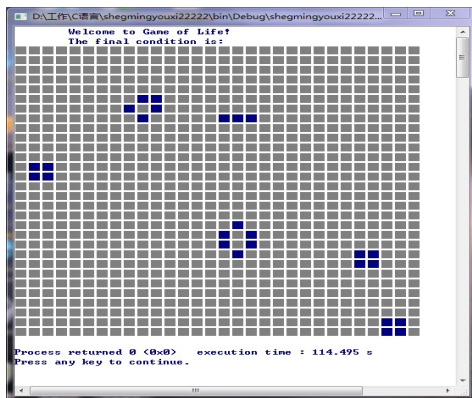 D:\工作\C语言\shegmingyouxi22222\bin\Debug\shegmingyouxi22222...
Welcome to Game of Life!
The final condition is:
Process returned 0 (0x0)   execution time : 114.495 s
Press any key to continue.